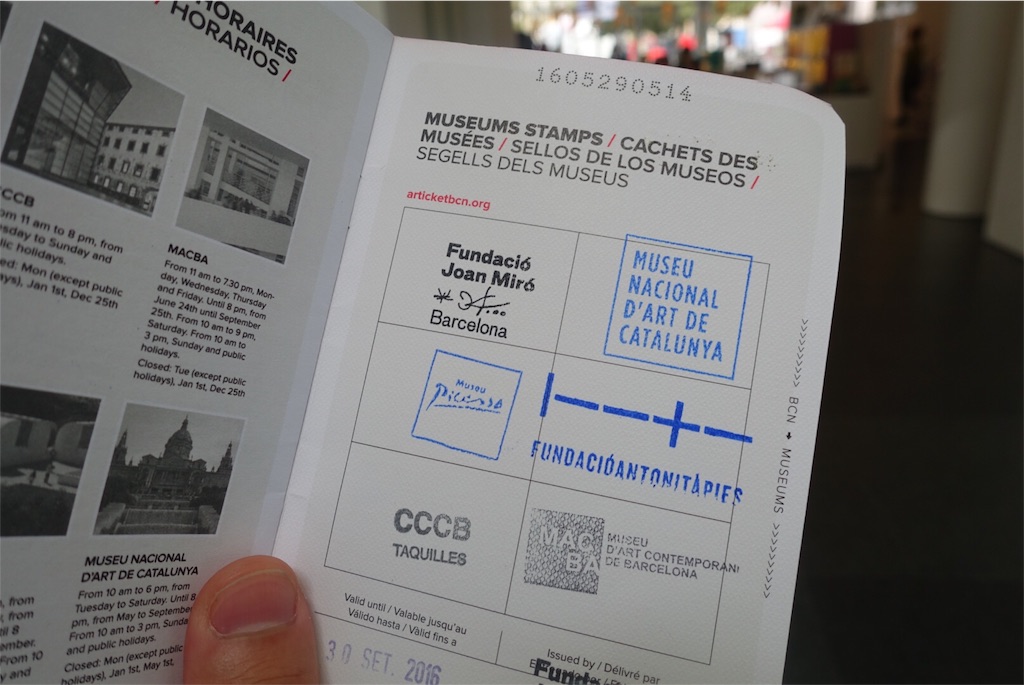 HORAIRES
HORARIOS /
CCCB
From 11 am to 8 pm, from
Tuesday to Sunday and
public holidays.
Closed: Mon (except public
holidays), Jan 1st, Dec 25th
MACBA
From 11 am to 7.30 pm, Mon-
day, Wednesday, Thursday
and Friday. Until 8 pm, from
June 24th until September
25th. From 10 am to 9 pm,
Saturday. From 10 am to
3 pm, Sunday and public
holidays.
Closed: Tue (except public
holidays), Jan 1st, Dec 25th
MUSEU NACIONAL
D'ART DE CATALUNYA
From 10 am to 6 pm, from
Tuesday to Saturday. Until 8
pm, from May to September
From 10 am to 3 pm, Sunday
and public holidays.
Closed: Mon (except public
holidays), Jan 1st, May 1st,
1605290514
MUSEUMS STAMPS / CACHETS DES
MUSÉES / SELLOS DE LOS MUSEOS /
SEGELLS DELS MUSEUS
articketbcn.org
Fundació
Joan Miró
Barcelona
MUSEU
NACIONAL
D'ART DE
CATALUNYA
Museu
Picasso
FUNDACIÓANTONITÀPIES
CCCB
TAQUILLES
MAC
BA
MUSEU
D'ART CONTEMPORANI
DE BARCELONA
BCN → MUSEUMS
Valid until / Valable jusqu'au
Válido hasta / Vàlid fins a
30 SET. 2016
Issued by / Délivré par